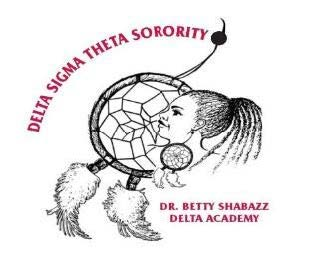 DELTA SIGMA THETA SORORITY
DR. BETTY SHABAZZ
DELTA ACADEMY